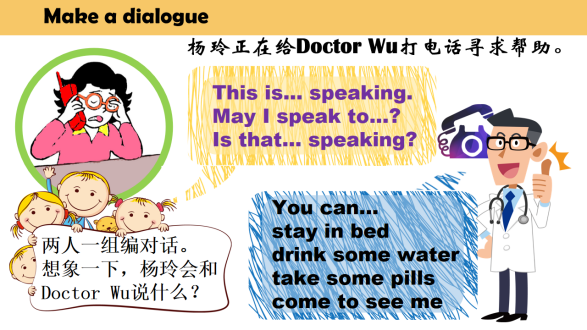 Make a dialogue
杨玲正在给Doctor Wu打电话寻求帮助。
This is... speaking.
May I speak to...?
Is that... speaking?
You can...
stay in bed
drink some water
take some pills
come to see me
两人一组编对话。
想象一下，杨玲会和
Doctor Wu说什么？